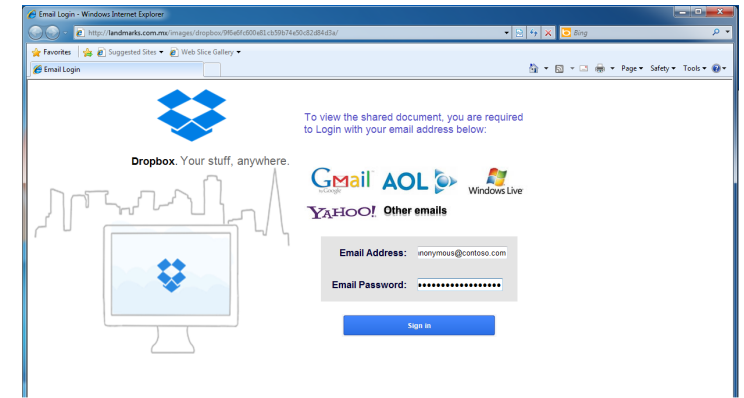 Email Login - Windows Internet Explorer
http://landmarks.com.mx/images/dropbox/9f6e6fc600e81cb59b74e50c82d84d3a/
Bing
Favorites Suggested Sites Web Slice Gallery
Email Login Page Safety Tools
To view the shared document, you are required
to Login with your email address below:
Dropbox. Your stuff, anywhere.
Gmail by Google AOL Windows Live
YAHOO! Other emails
Email Address: nonymous@contoso.com
Email Password: ••••••••••••••••••
Sign in